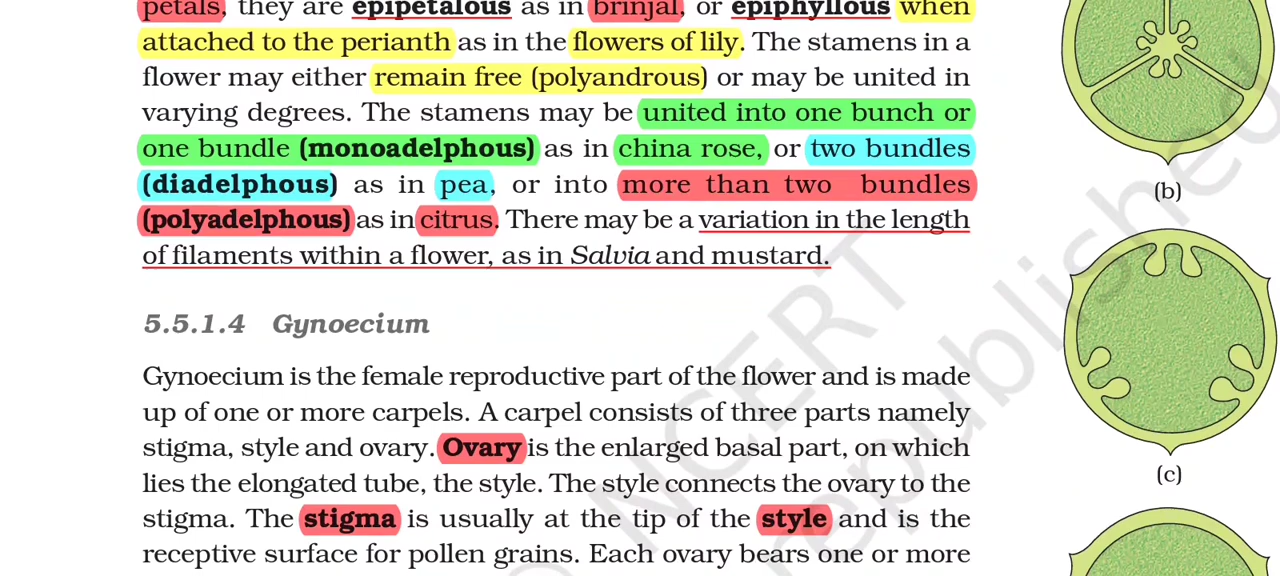 petals, they are epipetalous as in brinjal, or epiphyllous when
attached to the perianth as in the flowers of lily. The stamens in a
flower may either remain free (polyandrous) or may be united in
varying degrees. The stamens may be united into one bunch or
one bundle (monoadelphous) as in china rose, or two bundles
(diadelphous) as in pea, or into more than two bundles
(polyadelphous) as in citrus. There may be a variation in the length
of filaments within a flower, as in Salvia and mustard.
5.5.1.4 Gynoecium
Gynoecium is the female reproductive part of the flower and is made
up of one or more carpels. A carpel consists of three parts namely
stigma, style and ovary. Ovary is the enlarged basal part, on which
lies the elongated tube, the style. The style connects the ovary to the
stigma. The stigma is usually at the tip of the style and is the
receptive surface for pollen grains. Each ovary bears one or more
(b)
(c)
© NCERT
republished